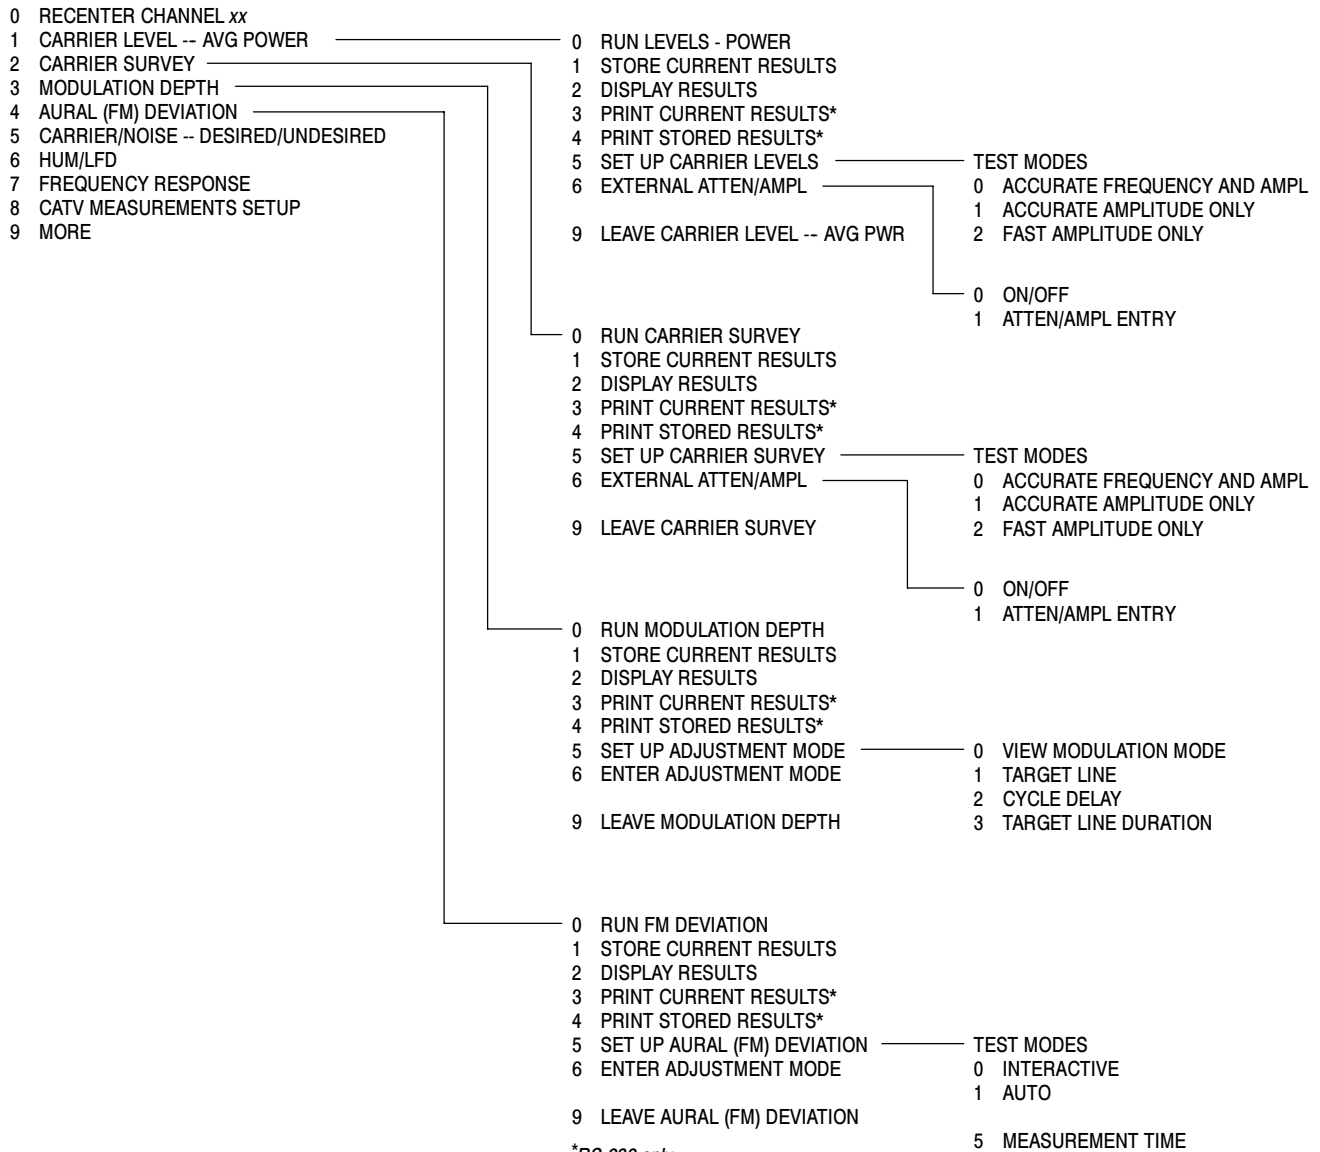 0 RECENTER CHANNEL xx
1 CARRIER LEVEL -- AVG POWER
2 CARRIER SURVEY
3 MODULATION DEPTH
4 AURAL (FM) DEVIATION
5 CARRIER/NOISE -- DESIRED/UNDESIRED
6 HUM/LFD
7 FREQUENCY RESPONSE
8 CATV MEASUREMENTS SETUP
9 MORE
0 RUN LEVELS - POWER
1 STORE CURRENT RESULTS
2 DISPLAY RESULTS
3 PRINT CURRENT RESULTS*
4 PRINT STORED RESULTS*
5 SET UP CARRIER LEVELS
6 EXTERNAL ATTEN/AMPL
9 LEAVE CARRIER LEVEL -- AVG PWR
TEST MODES
0 ACCURATE FREQUENCY AND AMPL
1 ACCURATE AMPLITUDE ONLY
2 FAST AMPLITUDE ONLY
0 ON/OFF
1 ATTEN/AMPL ENTRY
0 RUN CARRIER SURVEY
1 STORE CURRENT RESULTS
2 DISPLAY RESULTS
3 PRINT CURRENT RESULTS*
4 PRINT STORED RESULTS*
5 SET UP CARRIER SURVEY
6 EXTERNAL ATTEN/AMPL
9 LEAVE CARRIER SURVEY
TEST MODES
0 ACCURATE FREQUENCY AND AMPL
1 ACCURATE AMPLITUDE ONLY
2 FAST AMPLITUDE ONLY
0 ON/OFF
1 ATTEN/AMPL ENTRY
0 RUN MODULATION DEPTH
1 STORE CURRENT RESULTS
2 DISPLAY RESULTS
3 PRINT CURRENT RESULTS*
4 PRINT STORED RESULTS*
5 SET UP ADJUSTMENT MODE
6 ENTER ADJUSTMENT MODE
9 LEAVE MODULATION DEPTH
0 VIEW MODULATION MODE
1 TARGET LINE
2 CYCLE DELAY
3 TARGET LINE DURATION
0 RUN FM DEVIATION
1 STORE CURRENT RESULTS
2 DISPLAY RESULTS
3 PRINT CURRENT RESULTS*
4 PRINT STORED RESULTS*
5 SET UP AURAL (FM) DEVIATION
6 ENTER ADJUSTMENT MODE
9 LEAVE AURAL (FM) DEVIATION
TEST MODES
0 INTERACTIVE
1 AUTO
5 MEASUREMENT TIME